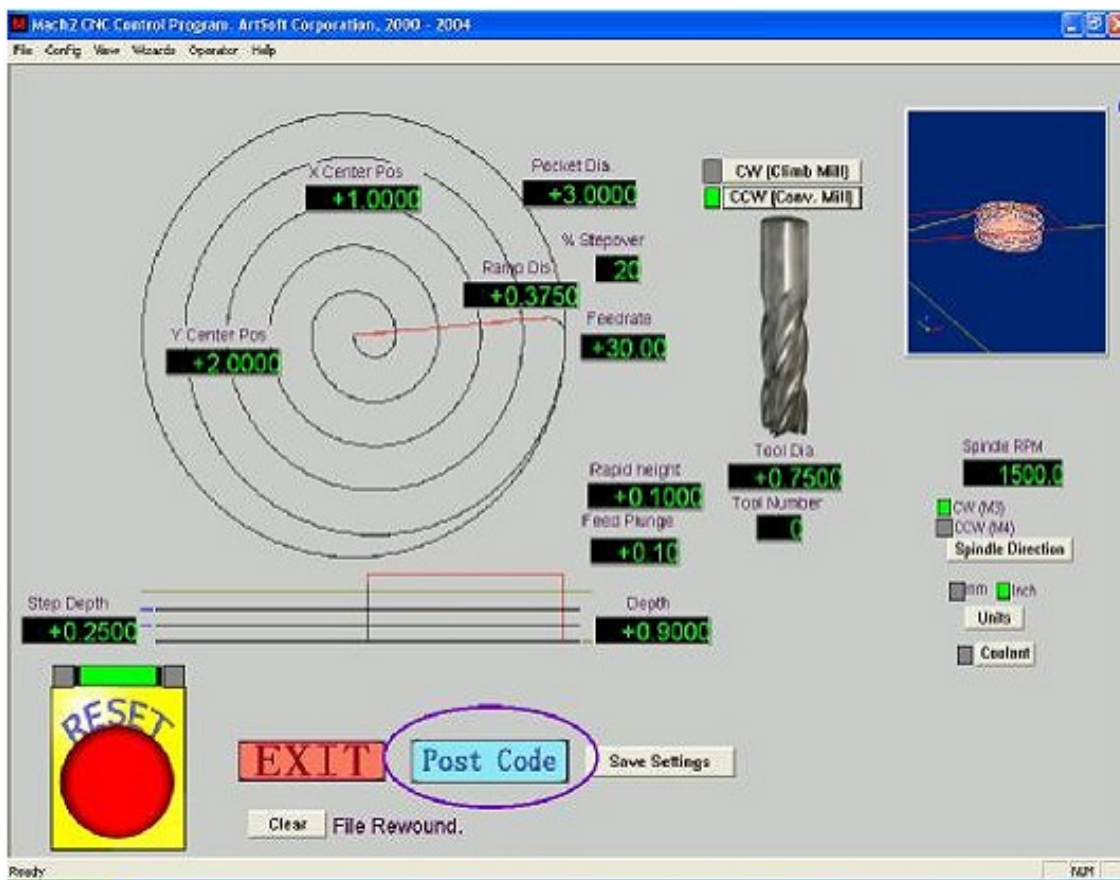 Mach2 CNC Control Program. ArtSoft Corporation, 2000 - 2004
File Config View Wizards Operator Help
X Center Pos
+1.0000
Pocket Dia.
+3.0000
CW (Climb Mill)
CCW (Conv. Mill)
% Stepover
20
Ramp Dis
+0.3750
Feedrate
+30.00
Y Center Pos
+2.0000
Tool Dia
+0.7500
Spindle RPM
1500.0
Rapid height
+0.1000
Tool Number
0
Feed Plunge
+0.10
CW (M3)
CCW (M4)
Spindle Direction
mm Inch
Units
Coolant
Step Depth
+0.2500
Depth
+0.9000
RESET
EXIT
Post Code
Save Settings
Clear
File Rewound.
Ready
NUM